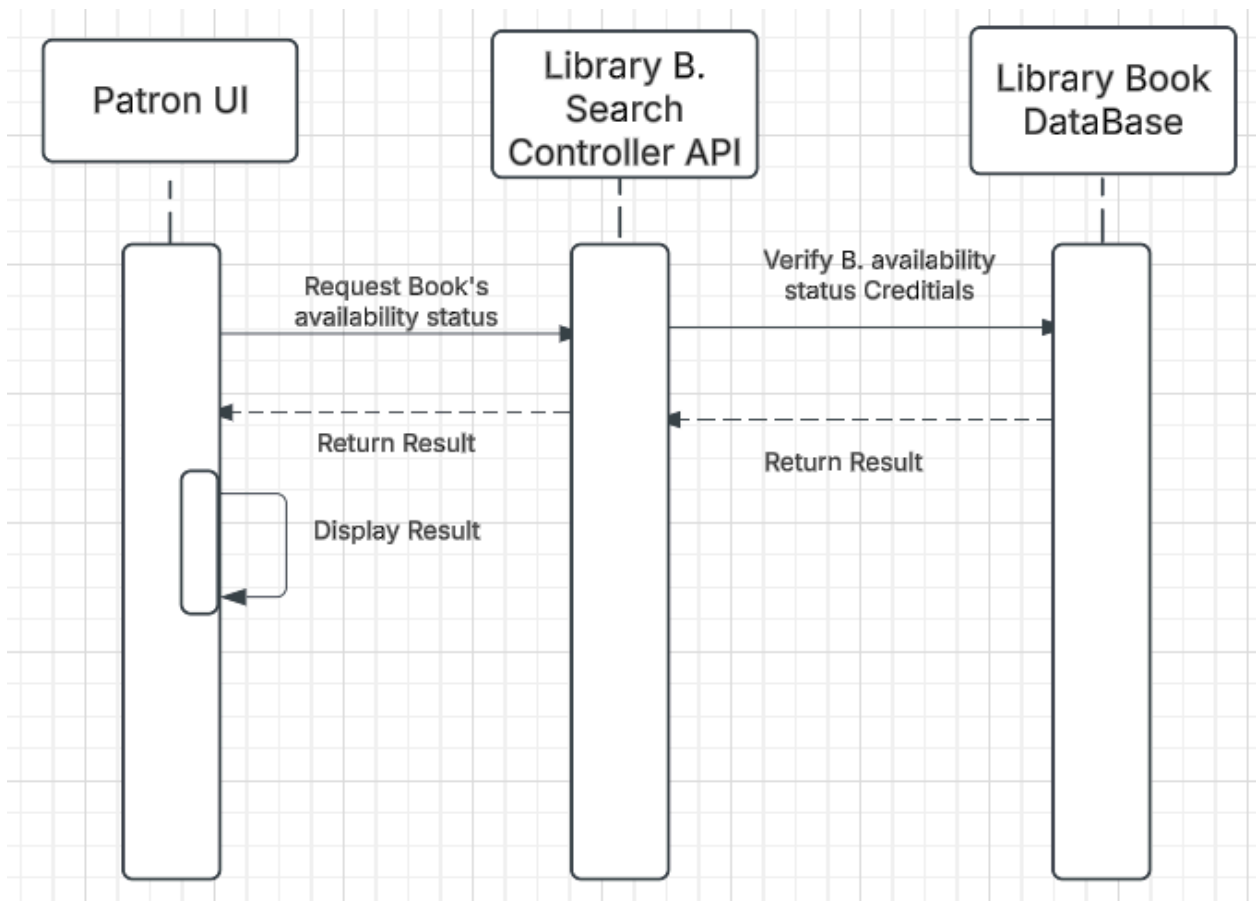 Patron UI
Library B.
Search
Controller API
Library Book
DataBase
Request Book's
availability status
Verify B. availability
status Creditials
Return Result
Return Result
Display Result